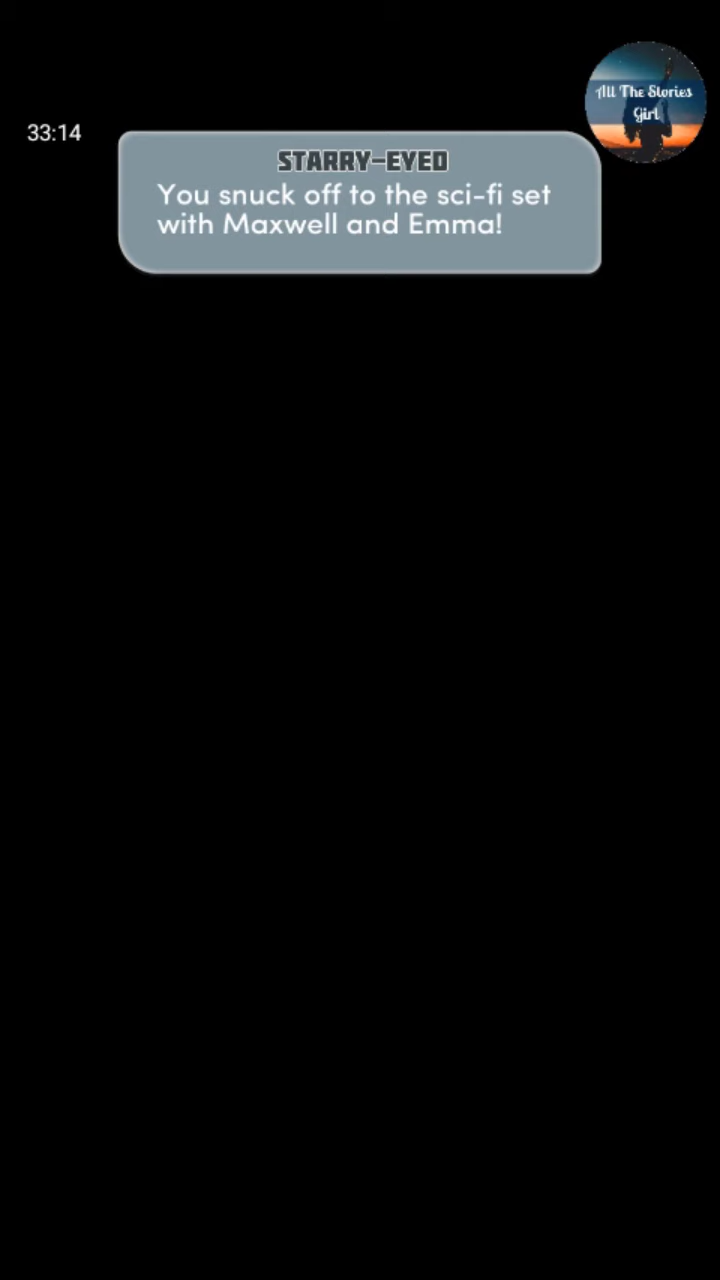 All The Stories
Girl
33:14
STARRY-EYED
You snuck off to the sci-fi set
with Maxwell and Emma!